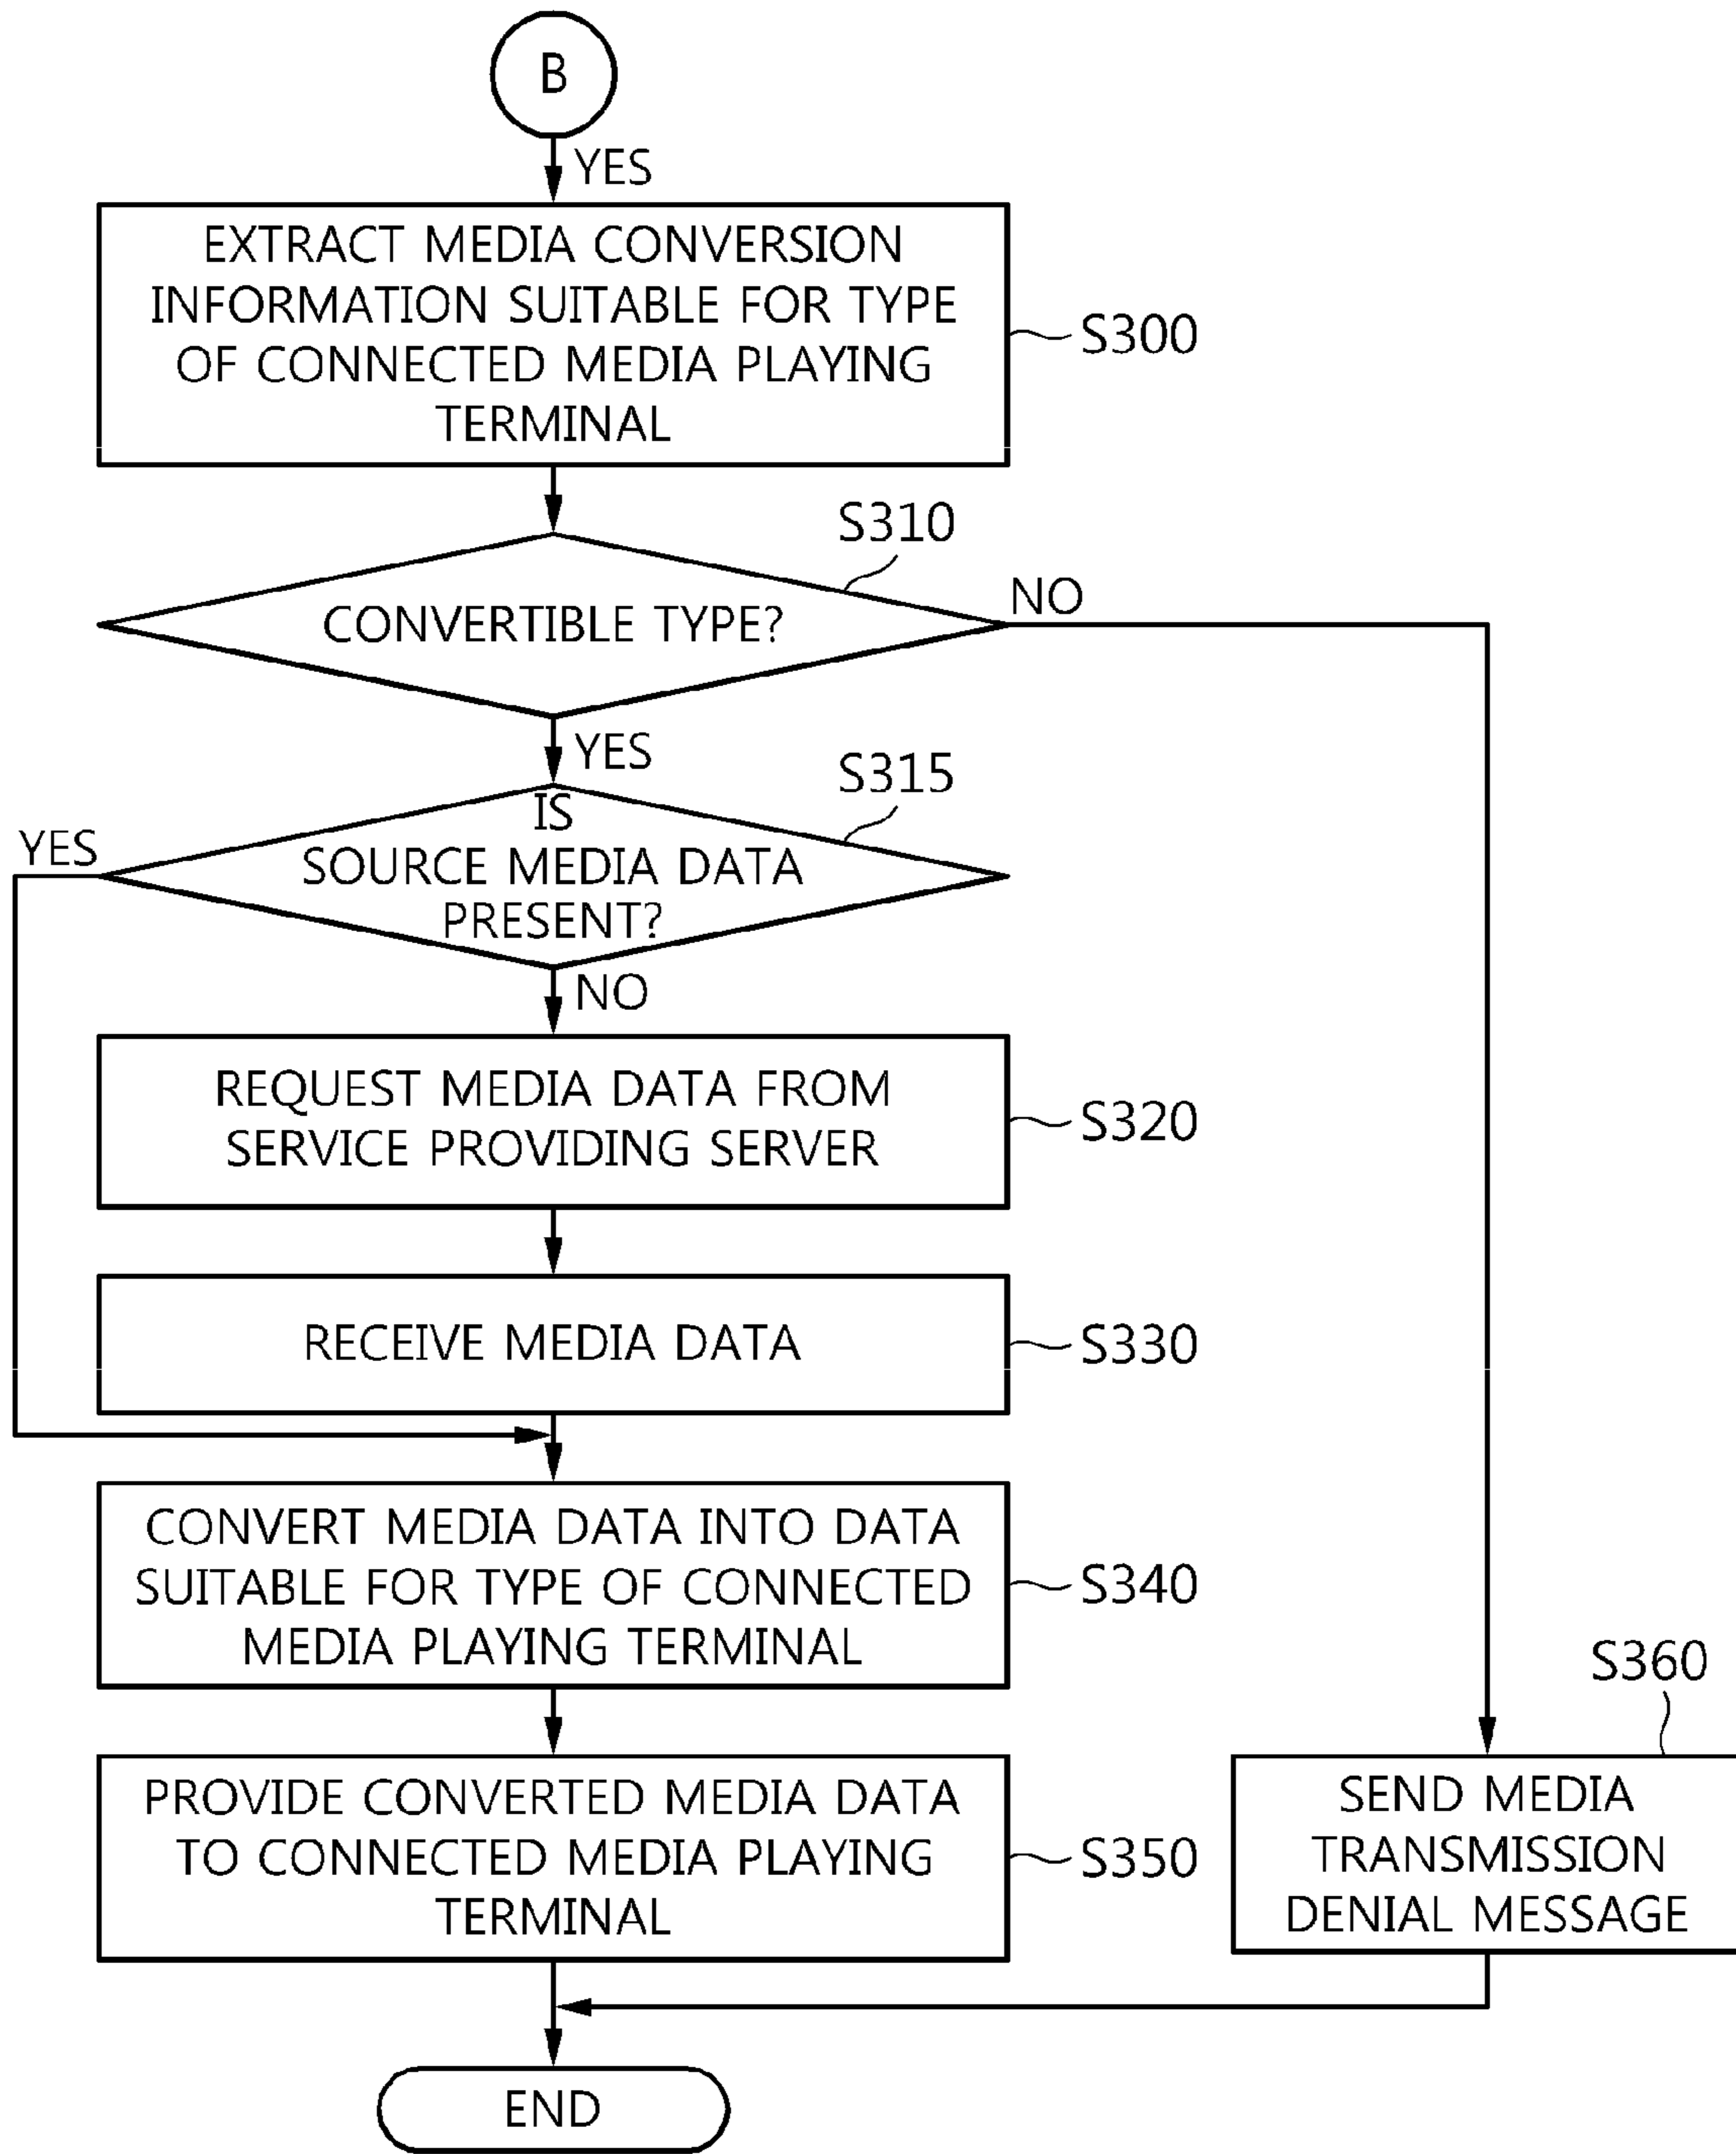 B
YES
EXTRACT MEDIA CONVERSION
INFORMATION SUITABLE FOR TYPE
OF CONNECTED MEDIA PLAYING
TERMINAL
S300
S310
CONVERTIBLE TYPE?
NO
YES
S315
YES
IS
SOURCE MEDIA DATA
PRESENT?
NO
REQUEST MEDIA DATA FROM
SERVICE PROVIDING SERVER
S320
RECEIVE MEDIA DATA
S330
CONVERT MEDIA DATA INTO DATA
SUITABLE FOR TYPE OF CONNECTED
MEDIA PLAYING TERMINAL
S340
PROVIDE CONVERTED MEDIA DATA
TO CONNECTED MEDIA PLAYING
TERMINAL
S350
S360
SEND MEDIA
TRANSMISSION
DENIAL MESSAGE
END